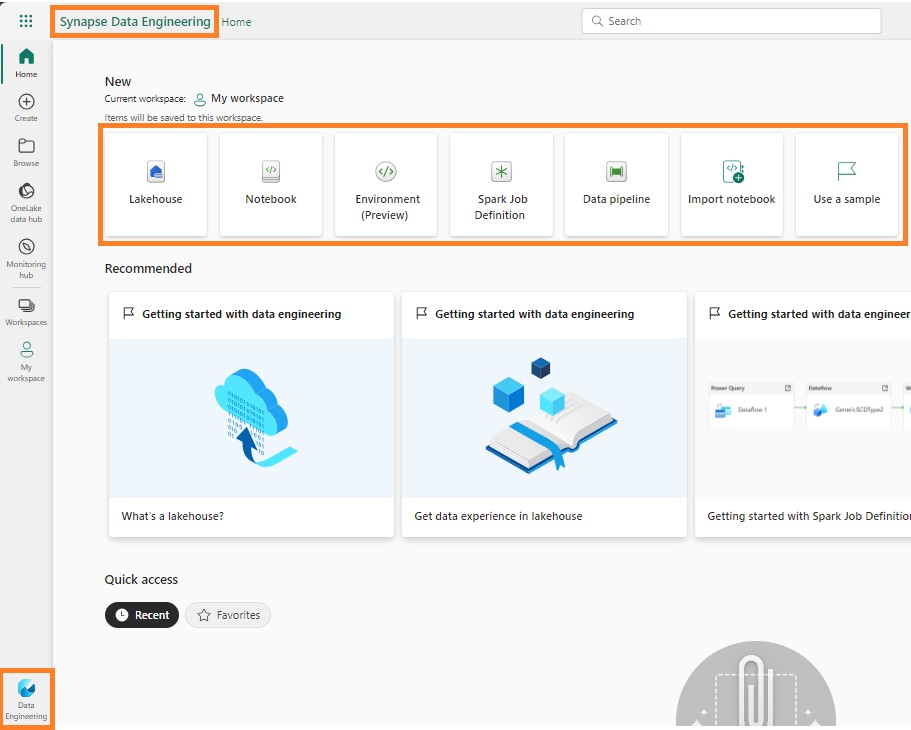 Synapse Data Engineering Home
Search
Home
Create
Browse
OneLake
data hub
Monitoring
hub
Workspaces
My
workspace
Data
Engineering
New
Current workspace: My workspace
Items will be saved to this workspace.
Lakehouse
Notebook
Environment
(Preview)
Spark Job
Definition
Data pipeline
Import notebook
Use a sample
Recommended
Getting started with data engineering
What's a lakehouse?
Getting started with data engineering
Get data experience in lakehouse
Getting started with data engineer
Power Query
Dataflow 1
Dataflow
GenericSCDType2
W
Getting started with Spark Job Definition
Quick access
Recent
Favorites